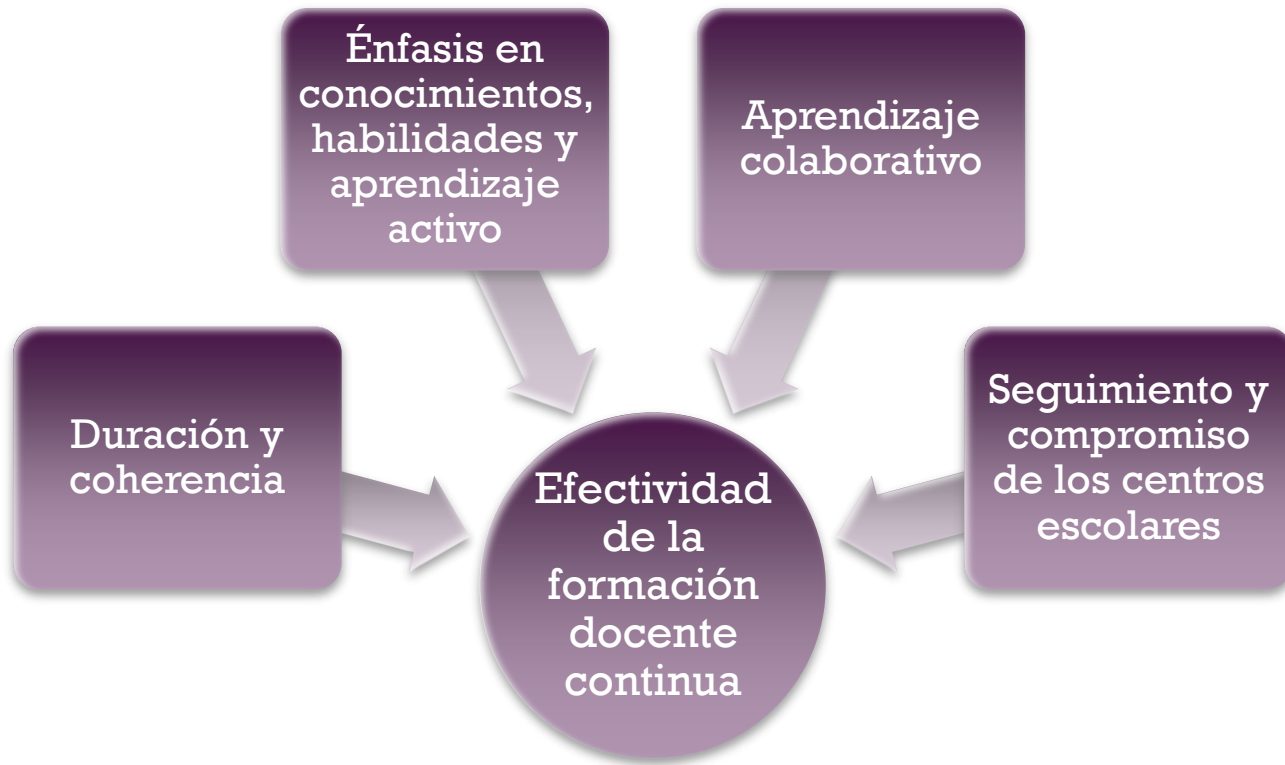 Énfasis en
conocimientos,
habilidades y
aprendizaje
activo
Aprendizaje
colaborativo
Duración y
coherencia
Seguimiento y
compromiso
de los centros
escolares
Efectividad
de la
formación
docente
continua